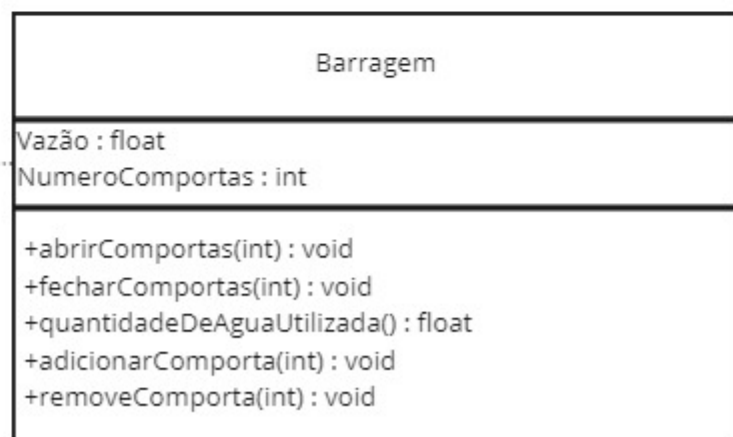 Barragem
Vazão : float
NumeroComportas : int
+abrirComportas(int) : void
+fecharComportas(int) : void
+quantidadeDeAguaUtilizada() : float
+adicionarComporta(int) : void
+removeComporta(int) : void